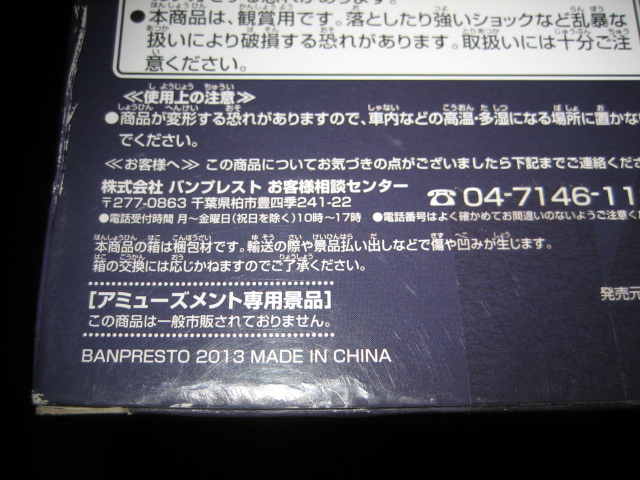 ●本商品は、観賞用です。落としたり強いショックなど乱暴な
扱いにより破損する恐れがあります。取扱いには十分ご注
意ください。
≪使用上の注意≫
●商品が変形する恐れがありますので、車内などの高温・多湿になる場所に置かない
でください。
≪お客様へ≫ この商品についてお気づきの点がございましたら下記までご連絡くださ
株式会社 バンプレスト お客様相談センター
〒277-0863 千葉県柏市豊四季241-22
☎04-7146-11
●電話受付時間 月〜金曜日(祝日を除く)10時〜17時 ●電話番号はよく確かめてお間違いのないようご注意くだ
本商品の箱は梱包材です。輸送の際や景品払い出しなどで傷や凹みが生じます。
箱の交換には応じかねますのでご了承ください。
発売元
[アミューズメント専用景品]
この商品は一般市販されておりません。
BANPRESTO 2013 MADE IN CHINA